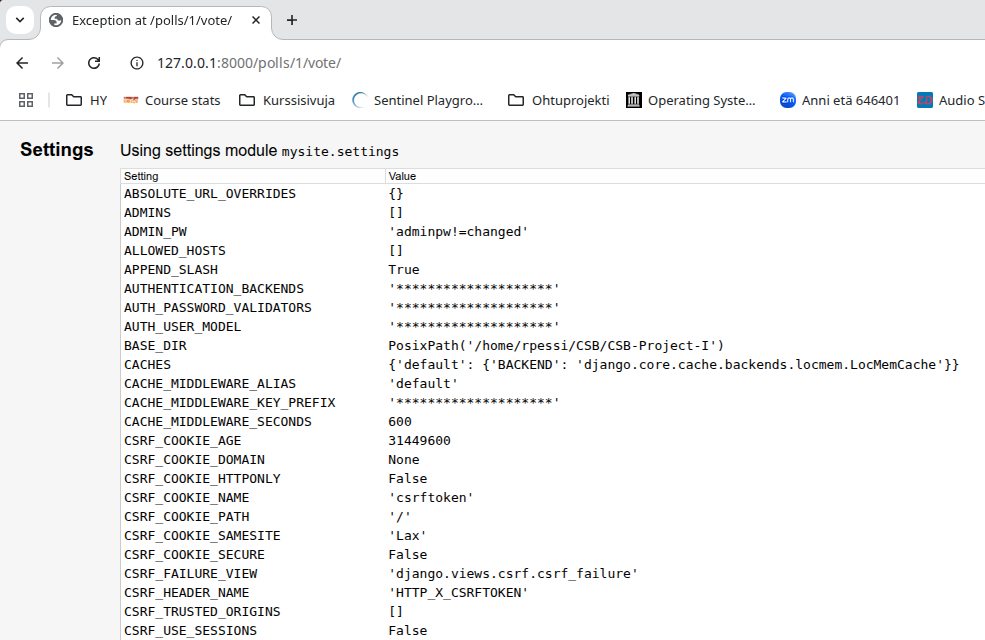 Exception at /polls/1/vote/
127.0.0.1:8000/polls/1/vote/
HY Course stats Kurssisivuja Sentinel Playgro... Ohtuprojekti Operating Syste... zm Anni etä 646401 Audio S
Settings Using settings module mysite.settings
Setting Value
ABSOLUTE_URL_OVERRIDES {}
ADMINS []
ADMIN_PW 'adminpw!=changed'
ALLOWED_HOSTS []
APPEND_SLASH True
AUTHENTICATION_BACKENDS '********************'
AUTH_PASSWORD_VALIDATORS '********************'
AUTH_USER_MODEL '********************'
BASE_DIR PosixPath('/home/rpessi/CSB/CSB-Project-I')
CACHES {'default': {'BACKEND': 'django.core.cache.backends.locmem.LocMemCache'}}
CACHE_MIDDLEWARE_ALIAS 'default'
CACHE_MIDDLEWARE_KEY_PREFIX '********************'
CACHE_MIDDLEWARE_SECONDS 600
CSRF_COOKIE_AGE 31449600
CSRF_COOKIE_DOMAIN None
CSRF_COOKIE_HTTPONLY False
CSRF_COOKIE_NAME 'csrftoken'
CSRF_COOKIE_PATH '/'
CSRF_COOKIE_SAMESITE 'Lax'
CSRF_COOKIE_SECURE False
CSRF_FAILURE_VIEW 'django.views.csrf.csrf_failure'
CSRF_HEADER_NAME 'HTTP_X_CSRFTOKEN'
CSRF_TRUSTED_ORIGINS []
CSRF_USE_SESSIONS False